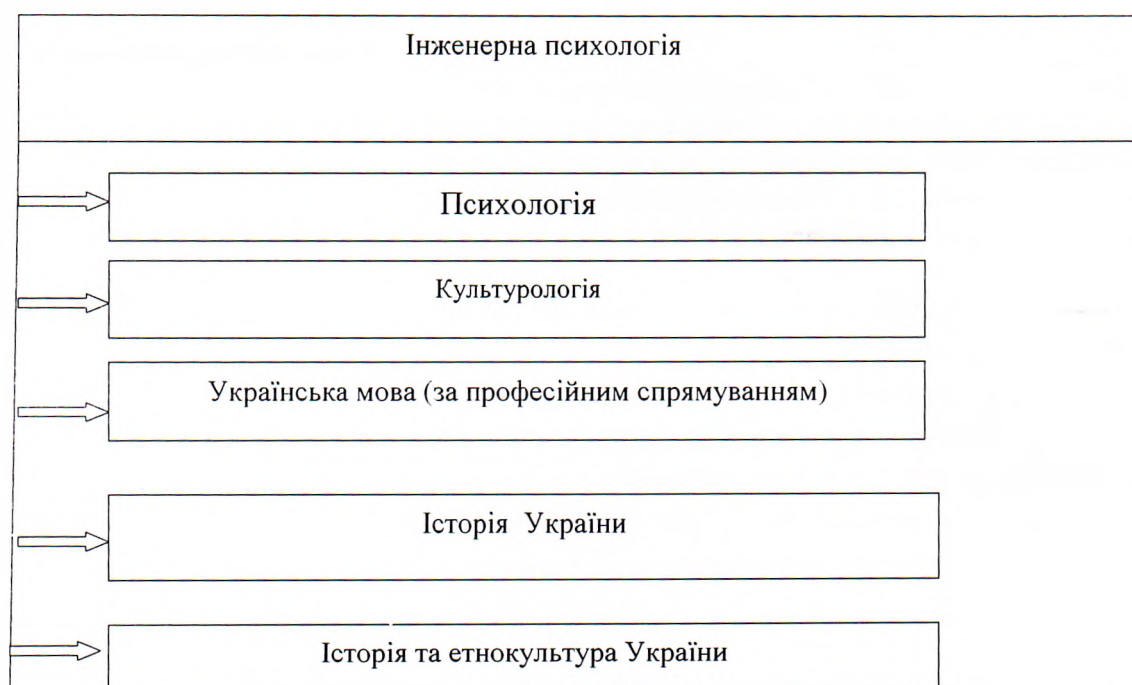 Інженерна психологія
Психологія
Культурологія
Українська мова (за професійним спрямуванням)
Історія України
Історія та етнокультура України